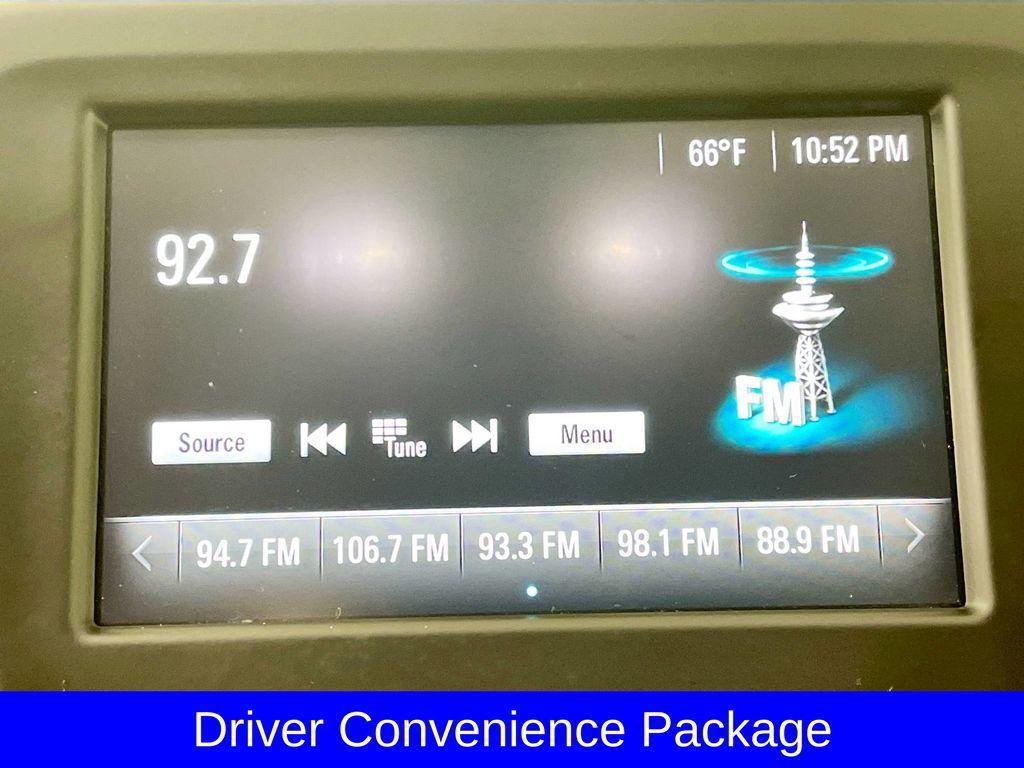 66°F 10:52 PM
92.7
FM
Source Tune Menu
94.7 FM 106.7 FM 93.3 FM 98.1 FM 88.9 FM
Driver Convenience Package